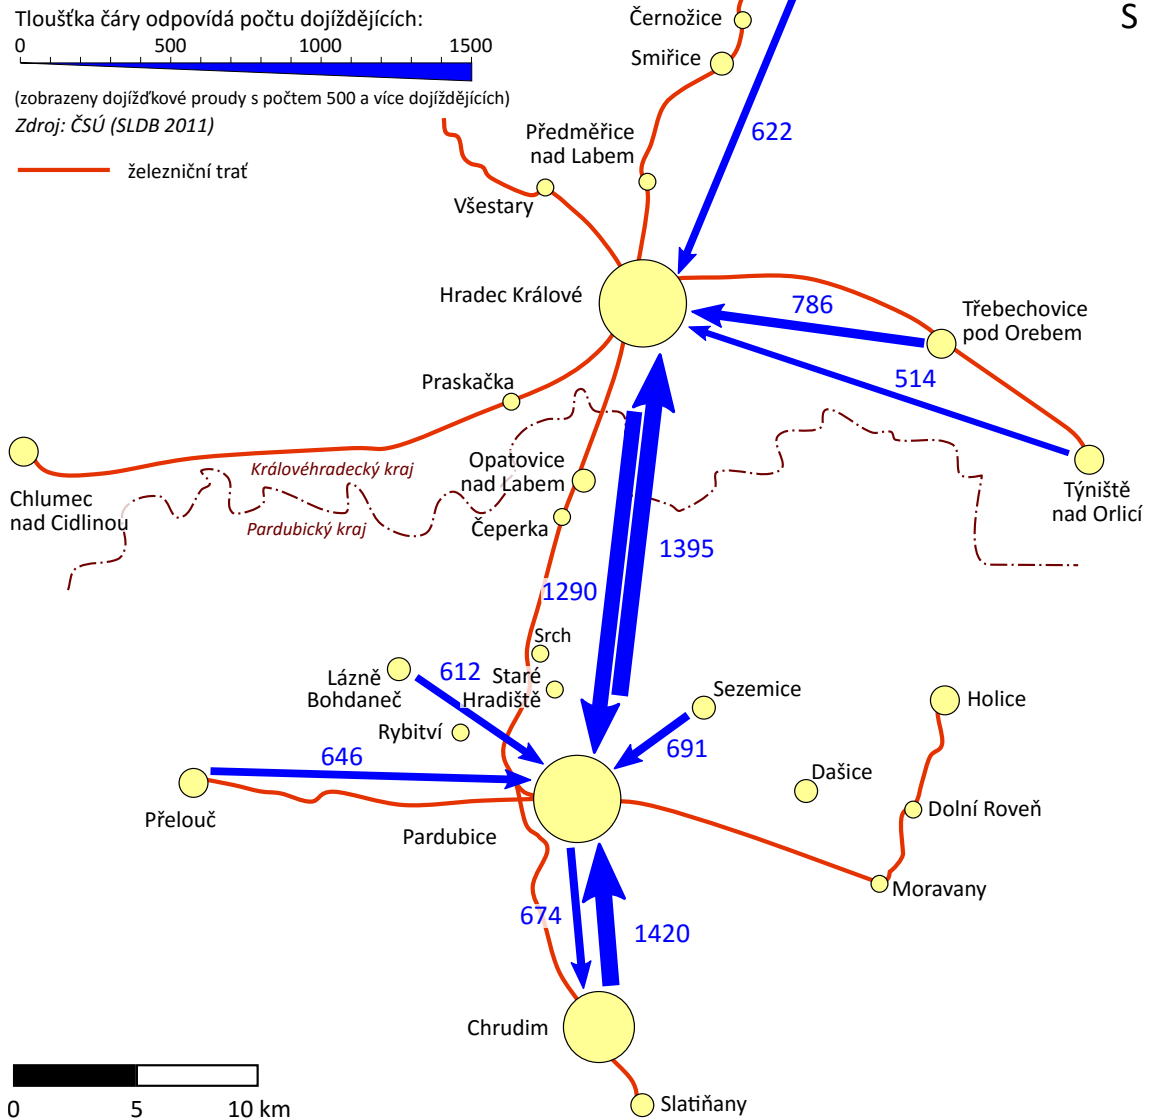 Tloušťka čáry odpovídá počtu dojíždějících:
0 500 1000 1500
(zobrazeny dojížďkové proudy s počtem 500 a více dojíždějících)
Zdroj: ČSÚ (SLDB 2011)
železniční trať
S
Černožice
Smiřice
622
Předměřice
nad Labem
Všestary
Hradec Králové
786
Třebechovice
pod Orebem
514
Praskačka
Královéhradecký kraj
Pardubický kraj
Chlumec
nad Cidlinou
Opatovice
nad Labem
Čeperka
Týniště
nad Orlicí
1395
1290
Srch
612
Lázně
Bohdaneč
Staré
Hradiště
Sezemice
Holice
Rybitví
691
646
Dašice
Přelouč
Pardubice
Dolní Roveň
Moravany
674
1420
Chrudim
Slatiňany
0 5 10 km